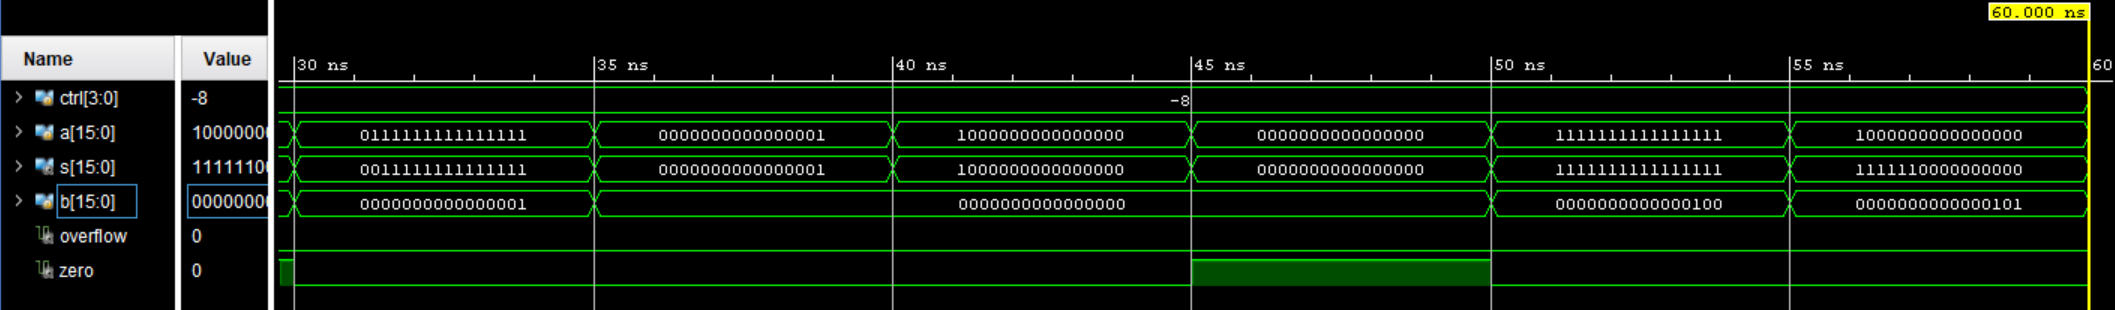 60.000 ns
Name Value
30 ns 35 ns 40 ns 45 ns 50 ns 55 ns 60
ctrl[3:0] -8 -8
a[15:0] 10000000 0111111111111111 0000000000000001 1000000000000000 0000000000000000 1111111111111111 1000000000000000
s[15:0] 11111100 0011111111111111 0000000000000001 1000000000000000 0000000000000000 1111111111111111 1111110000000000
b[15:0] 00000000 0000000000000001 0000000000000000 0000000000000100 0000000000000101
overflow 0
zero 0